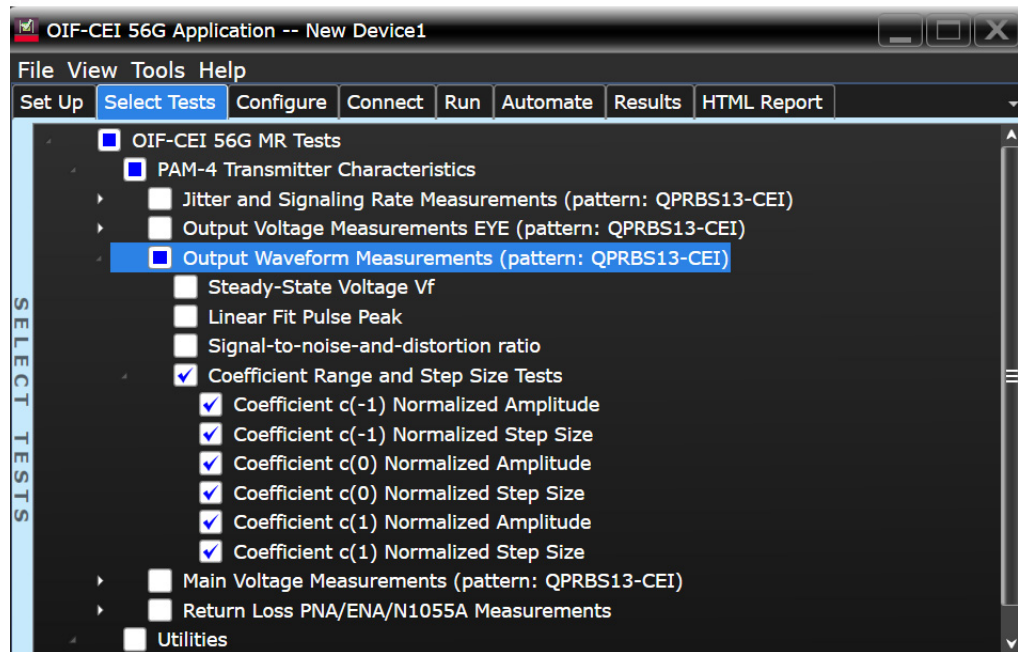 OIF-CEI 56G Application -- New Device1
File View Tools Help
Set Up Select Tests Configure Connect Run Automate Results HTML Report
SELECT TESTS
OIF-CEI 56G MR Tests
PAM-4 Transmitter Characteristics
Jitter and Signaling Rate Measurements (pattern: QPRBS13-CEI)
Output Voltage Measurements EYE (pattern: QPRBS13-CEI)
Output Waveform Measurements (pattern: QPRBS13-CEI)
Steady-State Voltage Vf
Linear Fit Pulse Peak
Signal-to-noise-and-distortion ratio
Coefficient Range and Step Size Tests
Coefficient c(-1) Normalized Amplitude
Coefficient c(-1) Normalized Step Size
Coefficient c(0) Normalized Amplitude
Coefficient c(0) Normalized Step Size
Coefficient c(1) Normalized Amplitude
Coefficient c(1) Normalized Step Size
Main Voltage Measurements (pattern: QPRBS13-CEI)
Return Loss PNA/ENA/N1055A Measurements
Utilities